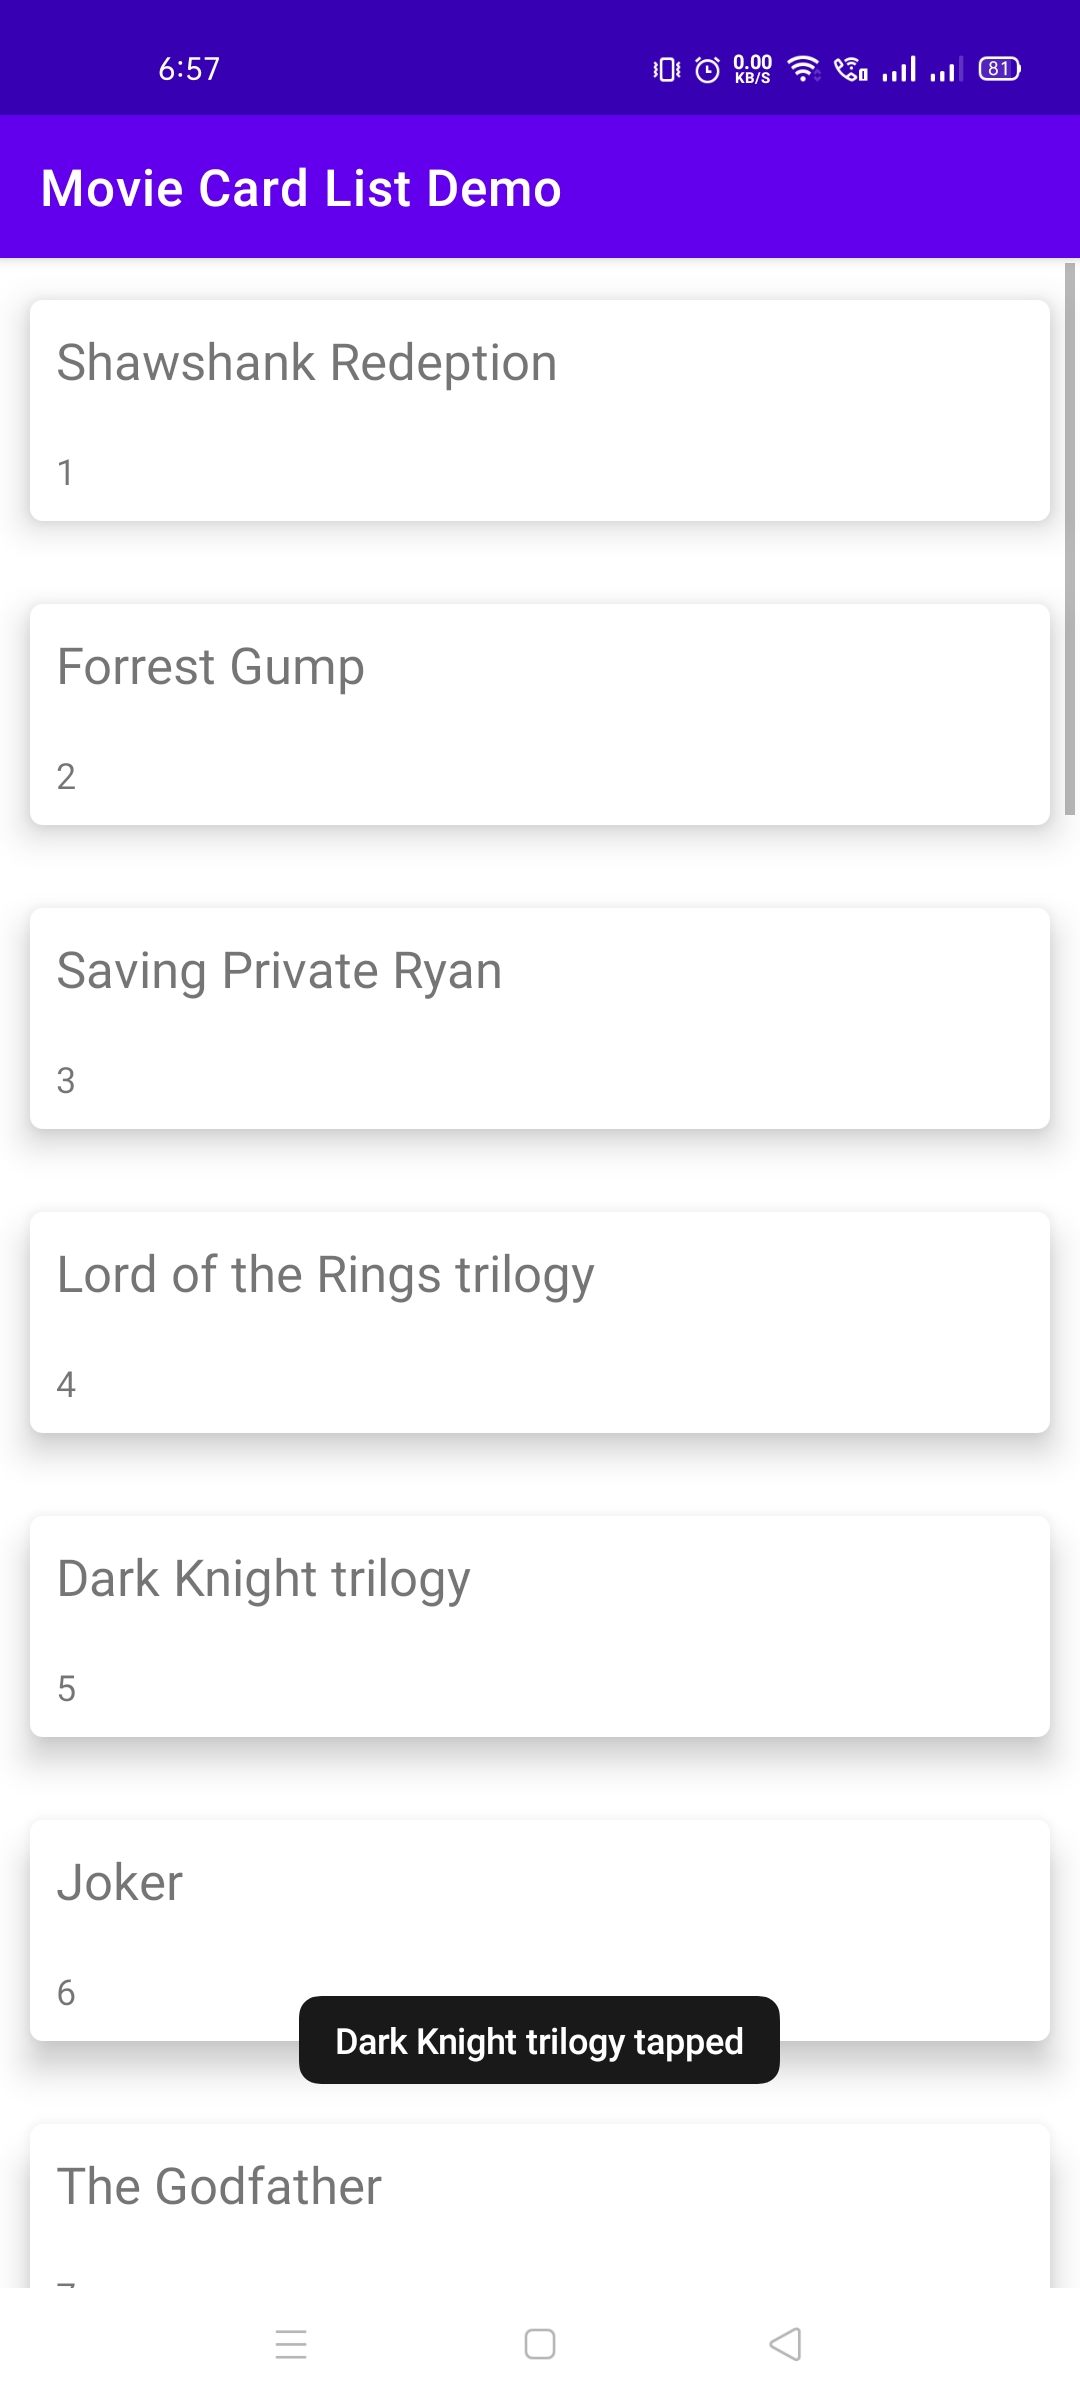 6:57
0.00
KB/S
81
Movie Card List Demo
Shawshank Redeption
1
Forrest Gump
2
Saving Private Ryan
3
Lord of the Rings trilogy
4
Dark Knight trilogy
5
Joker
6
Dark Knight trilogy tapped
The Godfather